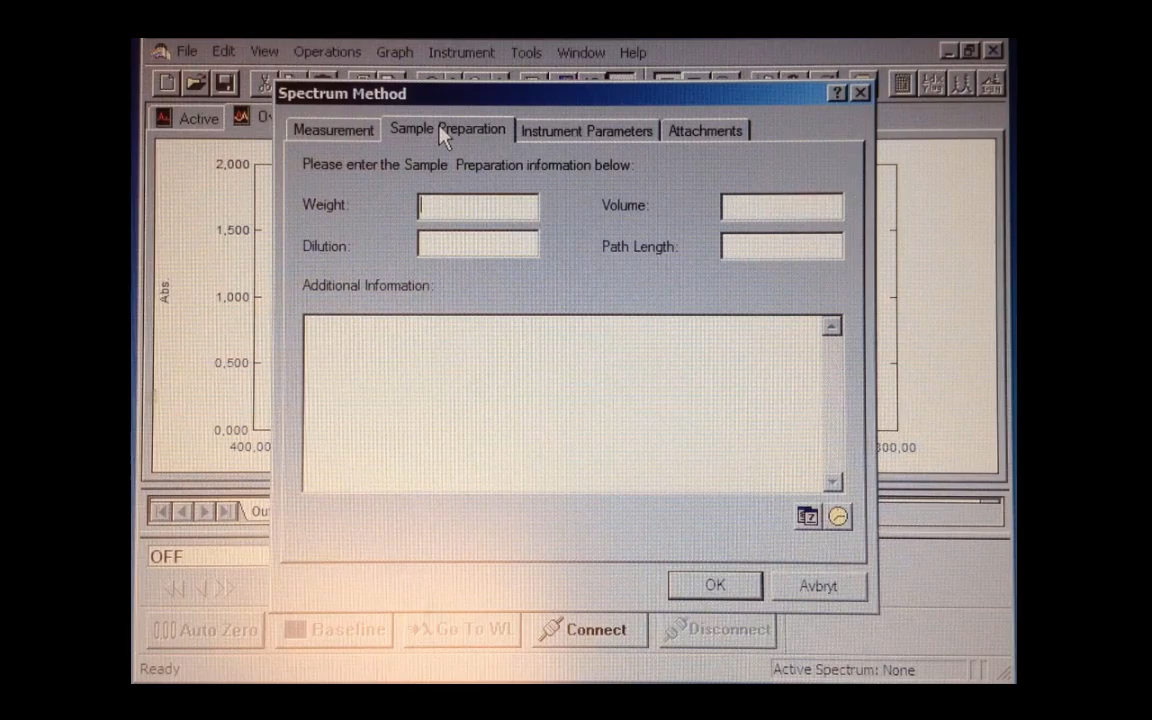 File Edit View Operations Graph Instrument Tools Window Help
Spectrum Method
Active
Measurement Sample Preparation Instrument Parameters Attachments
Please enter the Sample Preparation information below:
2,000
Weight: Volume:
1,500
Dilution: Path Length:
Additional Information:
Abs.
1,000
0,500
0,000
400,00
OFF
OK Avbryt
Auto Zero Baseline Go To WL Connect Disconnect
Ready Active Spectrum: None